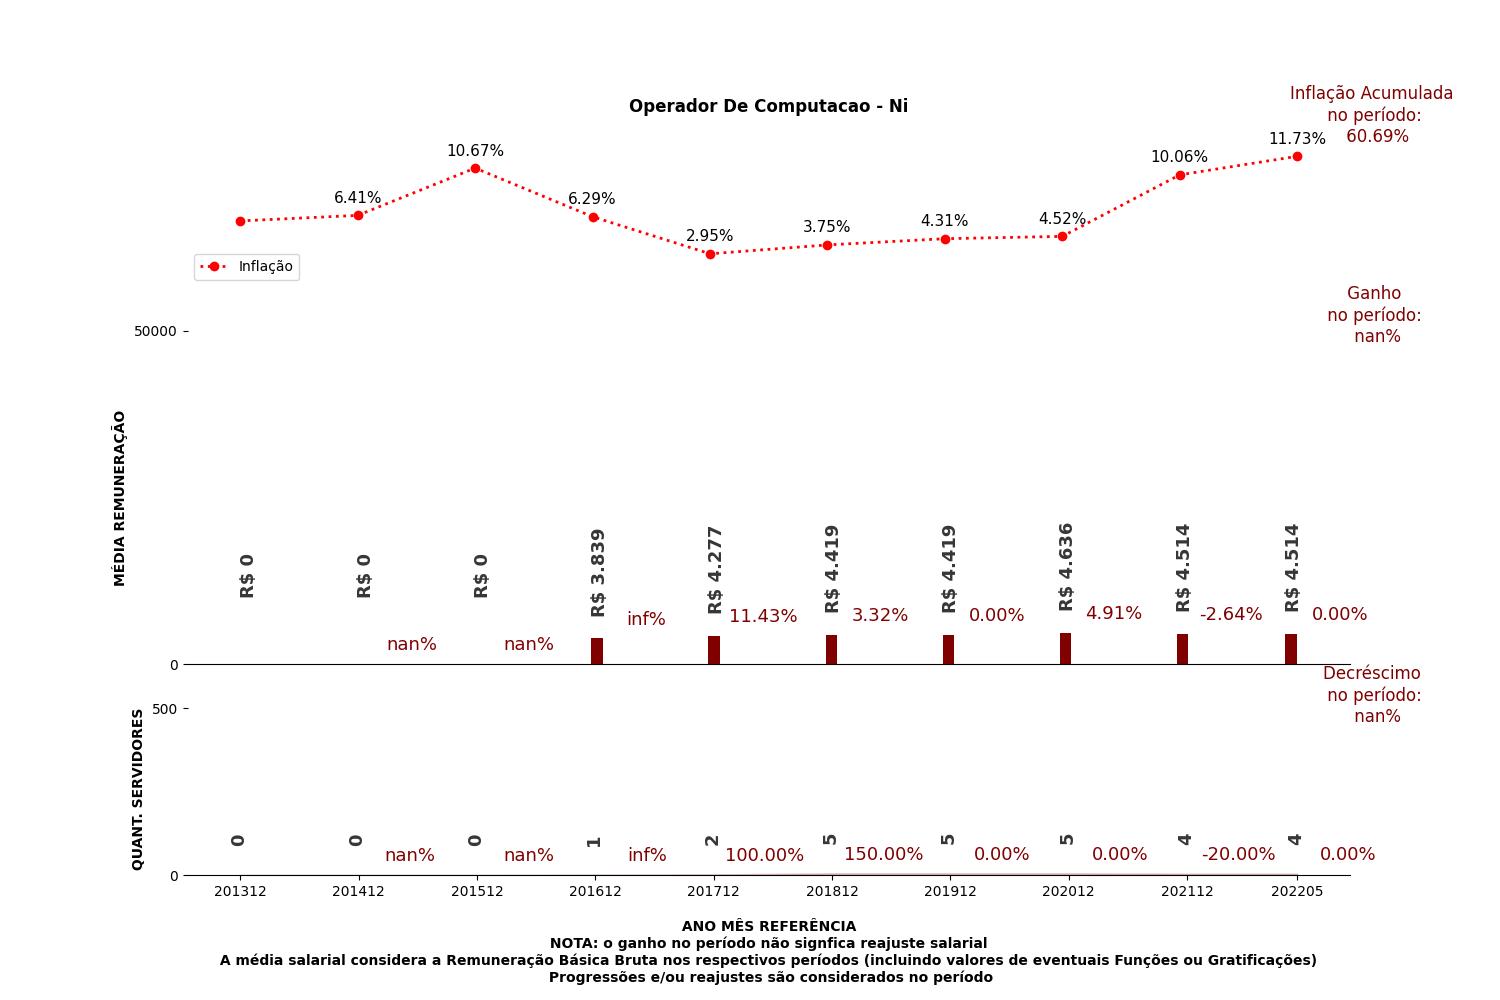 Operador De Computacao - Ni
Inflação Acumulada
no período:
60.69%
6.41%
10.67%
6.29%
2.95%
3.75%
4.31%
4.52%
10.06%
11.73%
Inflação
Ganho
no período:
nan%
50000
0
MÉDIA REMUNERAÇÃO
R$ 0
R$ 0
R$ 0
R$ 3.839
R$ 4.277
R$ 4.419
R$ 4.419
R$ 4.636
R$ 4.514
R$ 4.514
nan%
nan%
inf%
11.43%
3.32%
0.00%
4.91%
-2.64%
0.00%
Decréscimo
no período:
nan%
500
0
QUANT. SERVIDORES
0
0
0
1
2
5
5
5
4
4
nan%
nan%
inf%
100.00%
150.00%
0.00%
0.00%
-20.00%
0.00%
201312
201412
201512
201612
201712
201812
201912
202012
202112
202205
ANO MÊS REFERÊNCIA
NOTA: o ganho no período não signfica reajuste salarial
A média salarial considera a Remuneração Básica Bruta nos respectivos períodos (incluindo valores de eventuais Funções ou Gratificações)
Progressões e/ou reajustes são considerados no período